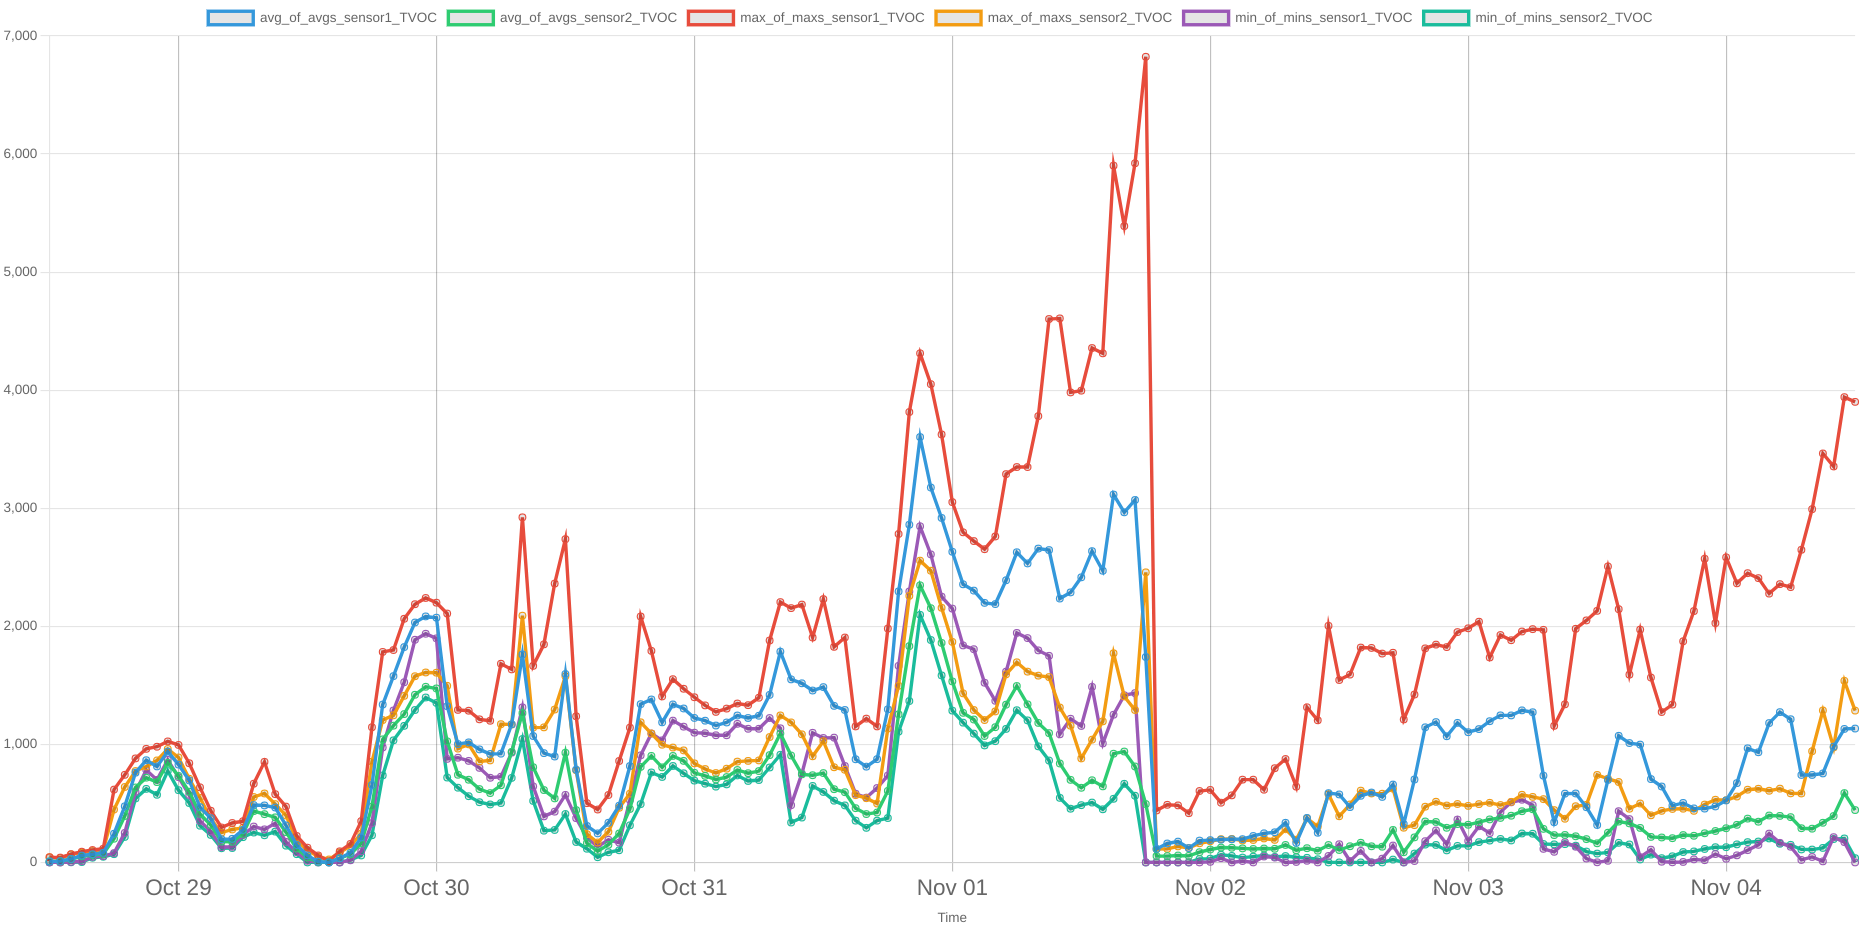 avg_of_avgs_sensor1_TVOC avg_of_avgs_sensor2_TVOC max_of_maxs_sensor1_TVOC max_of_maxs_sensor2_TVOC min_of_mins_sensor1_TVOC min_of_mins_sensor2_TVOC
7,000
6,000
5,000
4,000
3,000
2,000
1,000
0
Oct 29 Oct 30 Oct 31 Nov 01 Nov 02 Nov 03 Nov 04
Time